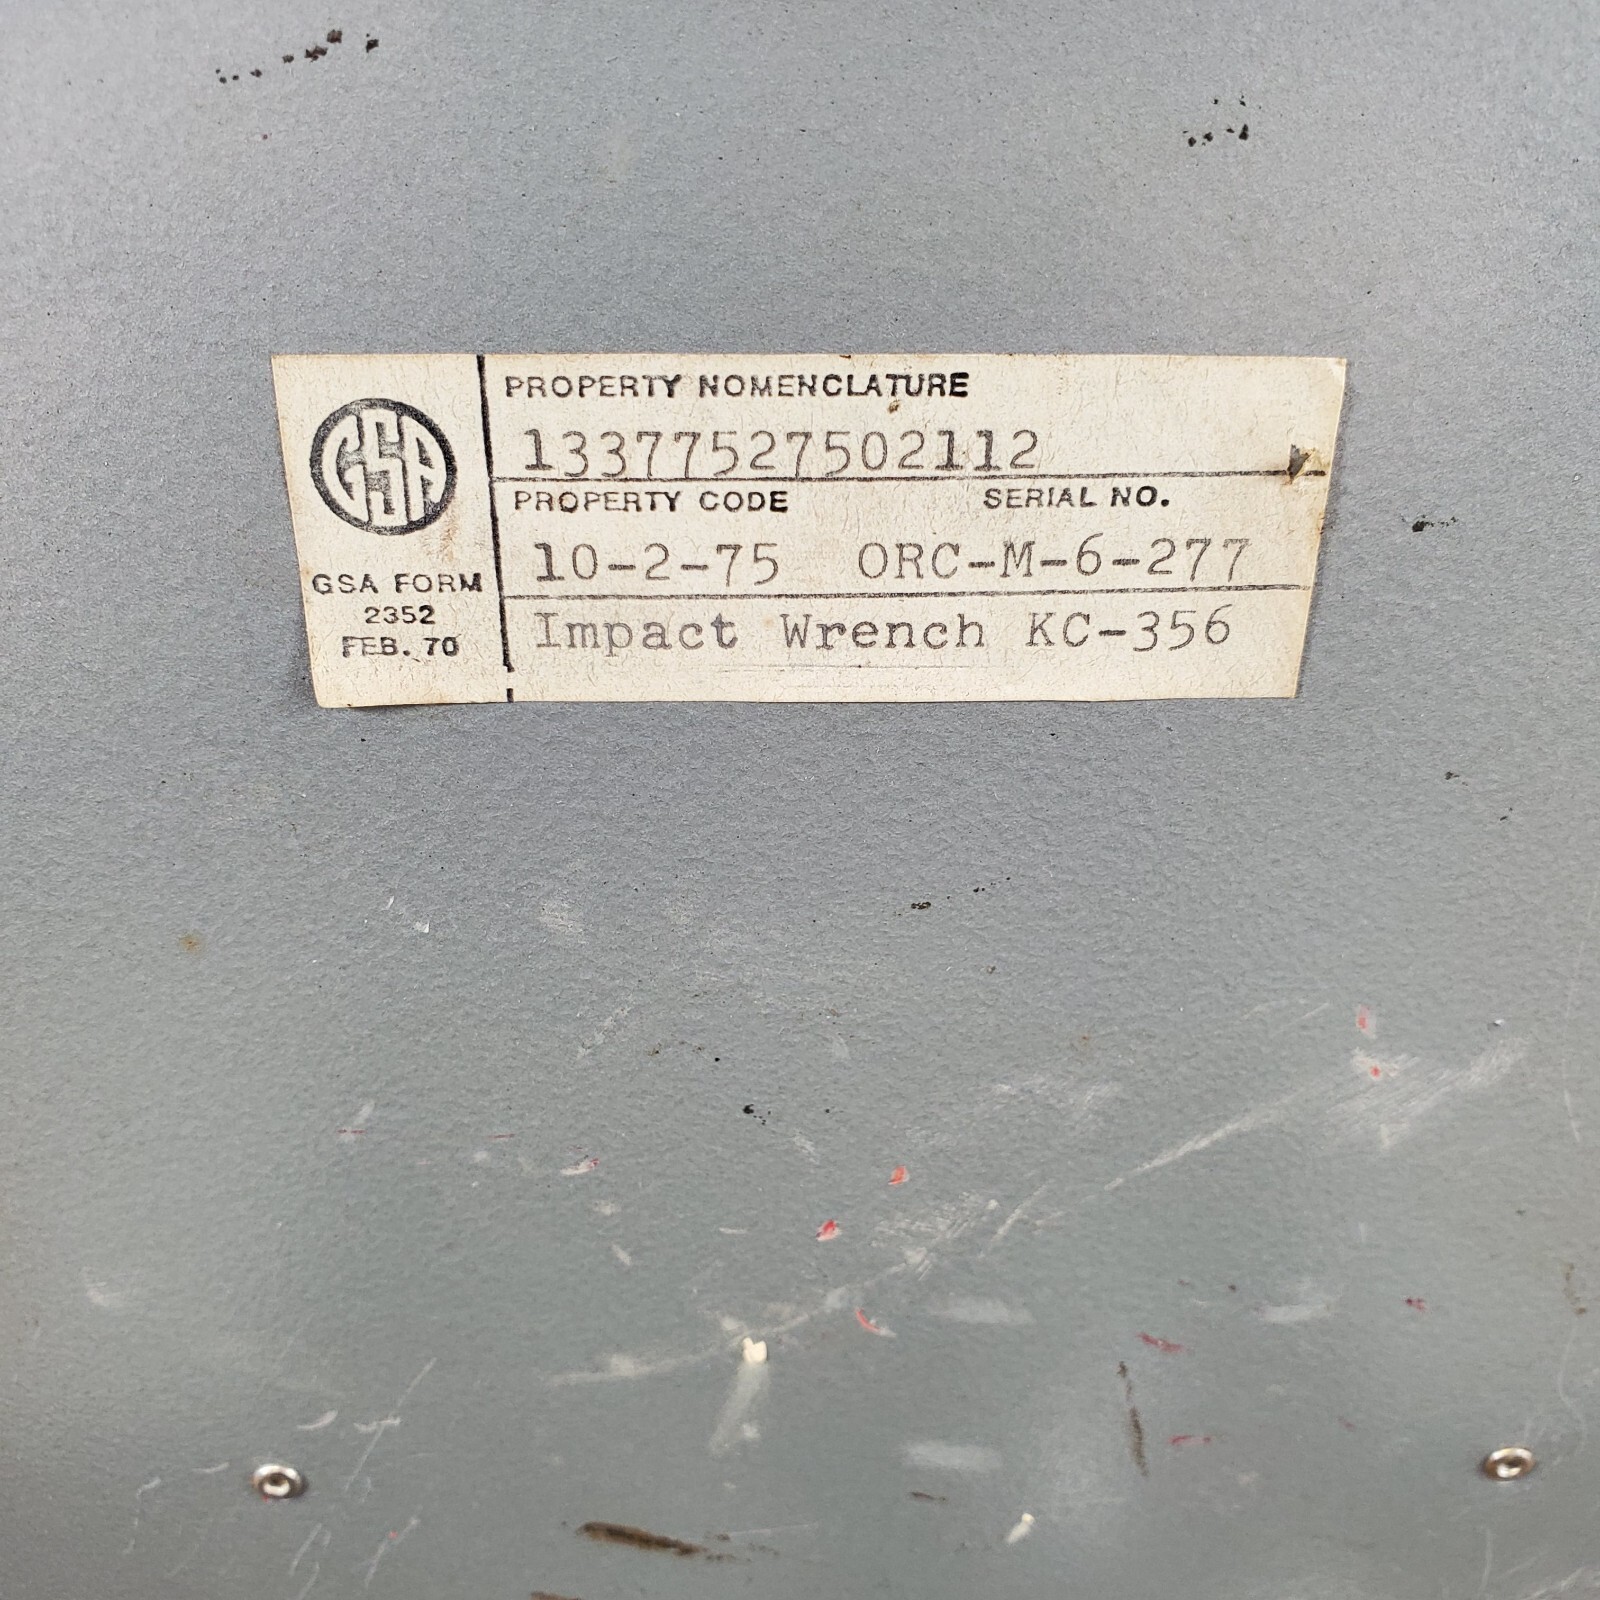 GSA
GSA FORM
2352
FEB. 70
PROPERTY NOMENCLATURE
13377527502112
PROPERTY CODE SERIAL NO.
10-2-75 ORC-M-6-277
Impact Wrench KC-356